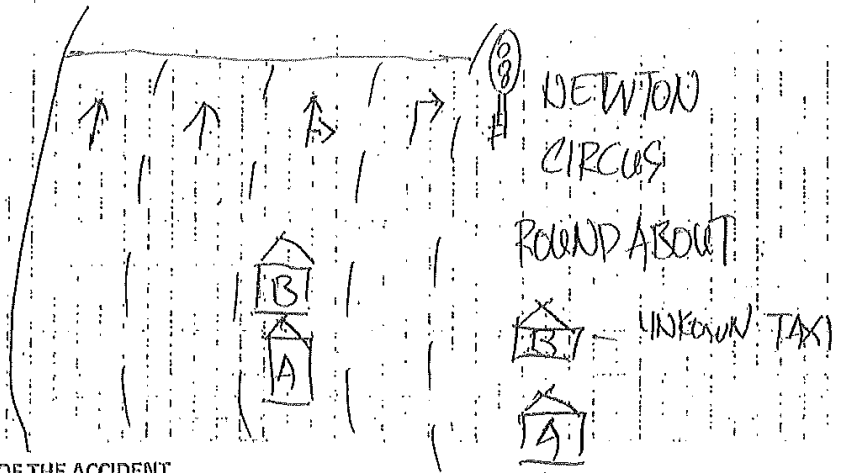 NEWTON
CIRCUS
ROUND ABOUT
B
A
B - UNKOWN TAXI
A
OF THE ACCIDENT